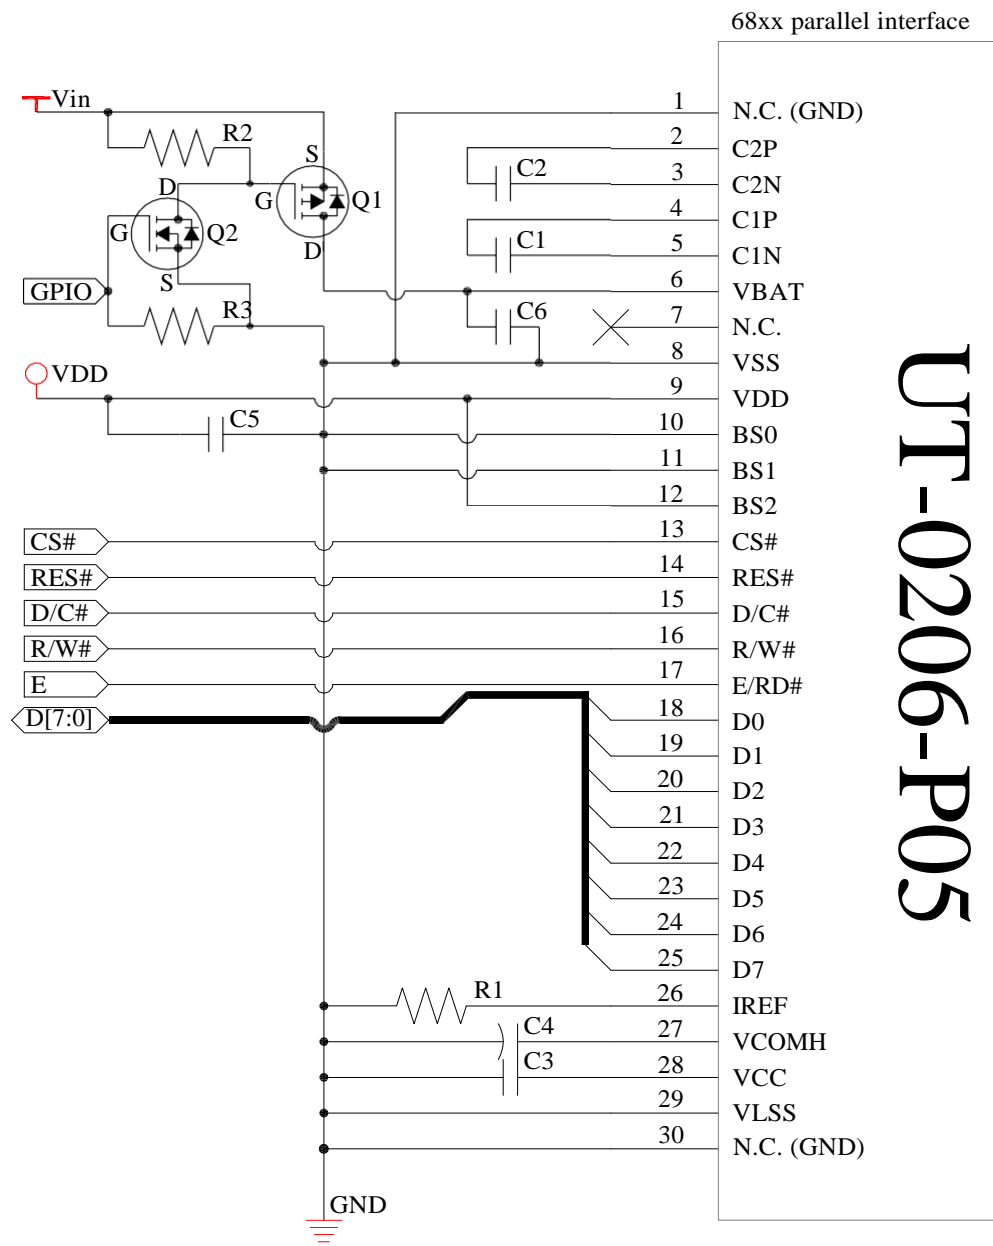 68xx parallel interface
Vin
R2
S
G
Q1
D
D
G
Q2
S
GPIO
R3
VDD
C5
C2
C1
C6
1 N.C. (GND)
2 C2P
3 C2N
4 C1P
5 C1N
6 VBAT
7 N.C.
8 VSS
9 VDD
10 BS0
11 BS1
12 BS2
CS# 13 CS#
RES# 14 RES#
D/C# 15 D/C#
R/W# 16 R/W#
E 17 E/RD#
D[7:0] 18 D0
19 D1
20 D2
21 D3
22 D4
23 D5
24 D6
25 D7
R1 26 IREF
C4 27 VCOMH
C3 28 VCC
29 VLSS
30 N.C. (GND)
GND
UT-0206-P05